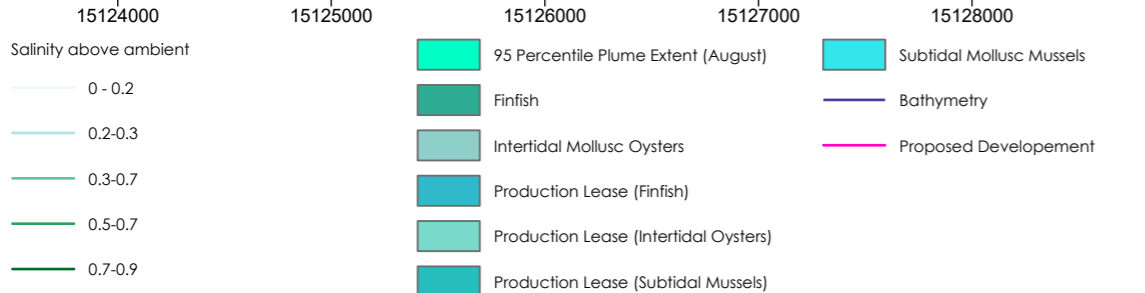 15124000 15125000 15126000 15127000 15128000
Salinity above ambient
0 - 0.2
0.2-0.3
0.3-0.7
0.5-0.7
0.7-0.9
95 Percentile Plume Extent (August)
Finfish
Intertidal Mollusc Oysters
Production Lease (Finfish)
Production Lease (Intertidal Oysters)
Production Lease (Subtidal Mussels)
Subtidal Mollusc Mussels
Bathymetry
Proposed Developement